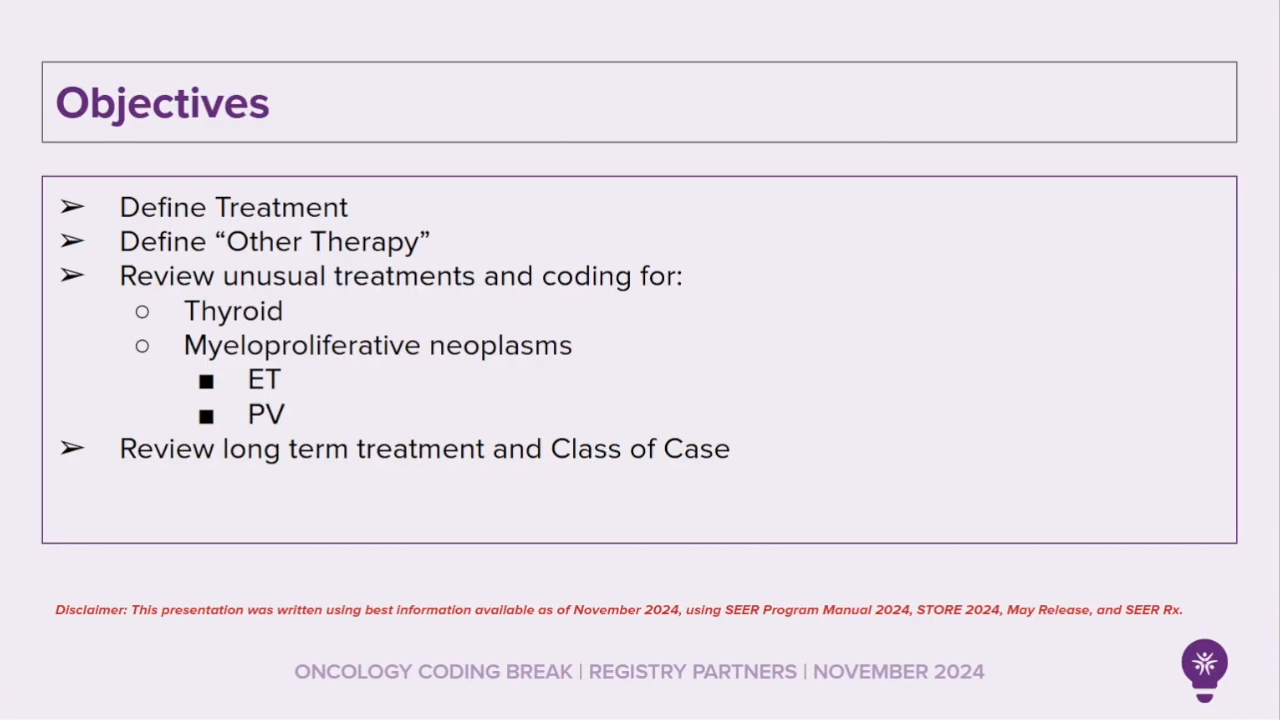 Objectives
➢ Define Treatment
➢ Define “Other Therapy”
➢ Review unusual treatments and coding for:
○ Thyroid
○ Myeloproliferative neoplasms
■ ET
■ PV
➢ Review long term treatment and Class of Case
Disclaimer: This presentation was written using best information available as of November 2024, using SEER Program Manual 2024, STORE 2024, May Release, and SEER Rx.
ONCOLOGY CODING BREAK | REGISTRY PARTNERS | NOVEMBER 2024